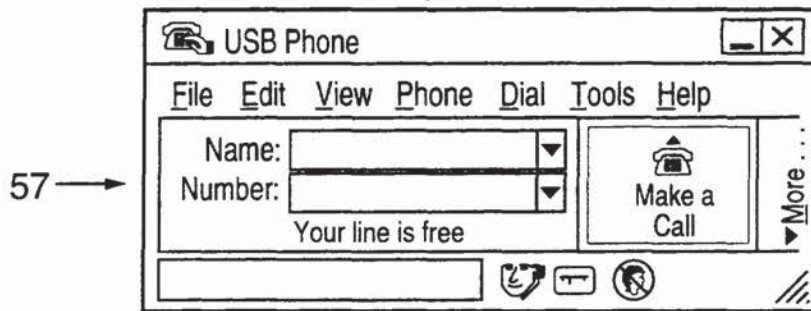 USB Phone
File Edit View Phone Dial Tools Help
Name:
Number:
Your line is free
Make a
Call
▼More ....
57